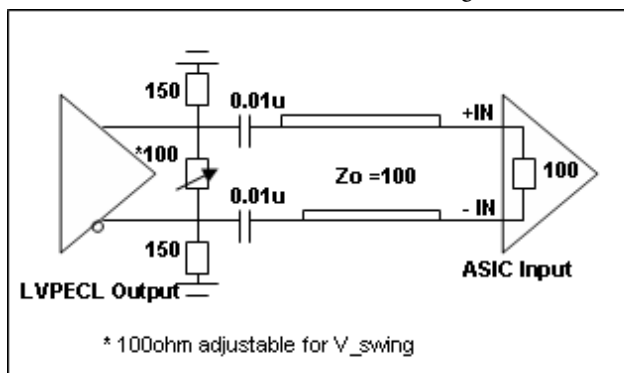 150
0.01u
+IN
*100
Zo =100
100
0.01u
- IN
150
ASIC Input
LVPECL Output
* 100ohm adjustable for V_swing